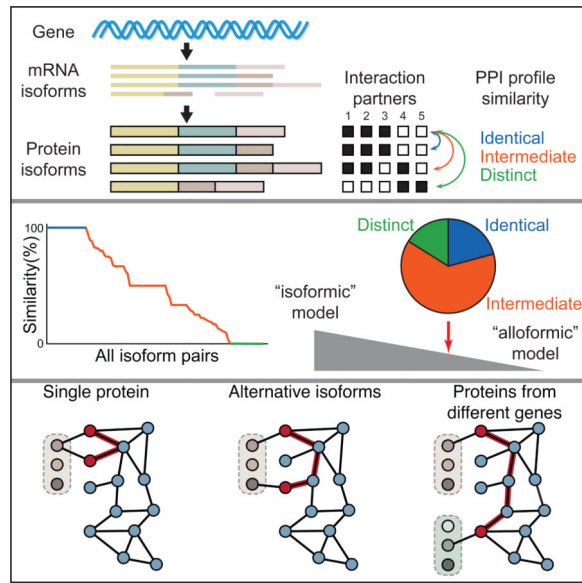 Gene
mRNA
isoforms
Protein
isoforms
Interaction
partners
1 2 3 4 5
PPI profile
similarity
Identical
Intermediate
Distinct
Similarity(%)
100
0
All isoform pairs
Distinct
Identical
Intermediate
“isoformic”
model
“alloformic”
model
Single protein
Alternative isoforms
Proteins from
different genes